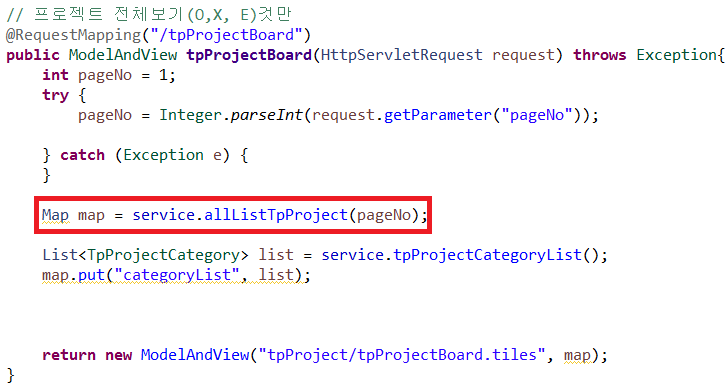 // 프로젝트 전체보기(O,X, E)것만
@RequestMapping("/tpProjectBoard")
public ModelAndView tpProjectBoard(HttpServletRequest request) throws Exception{
int pageNo = 1;
try {
pageNo = Integer.parseInt(request.getParameter("pageNo"));
} catch (Exception e) {
}
Map map = service.allListTpProject(pageNo);
List<TpProjectCategory> list = service.tpProjectCategoryList();
map.put("categoryList", list);
return new ModelAndView("tpProject/tpProjectBoard.tiles", map);
}